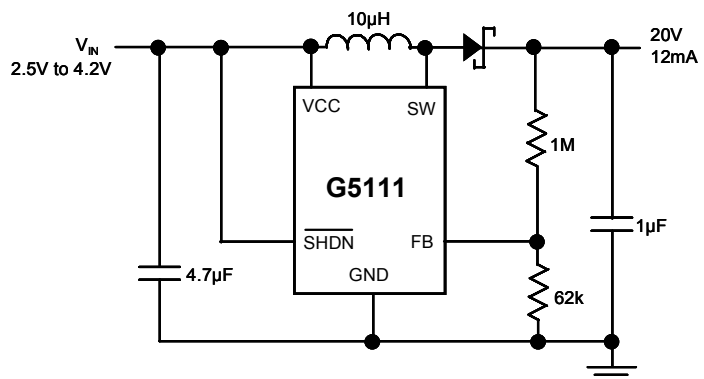 10µH
V_IN
2.5V to 4.2V
20V
12mA
VCC
SW
1M
G5111
SHDN
FB
1µF
4.7µF
GND
62k